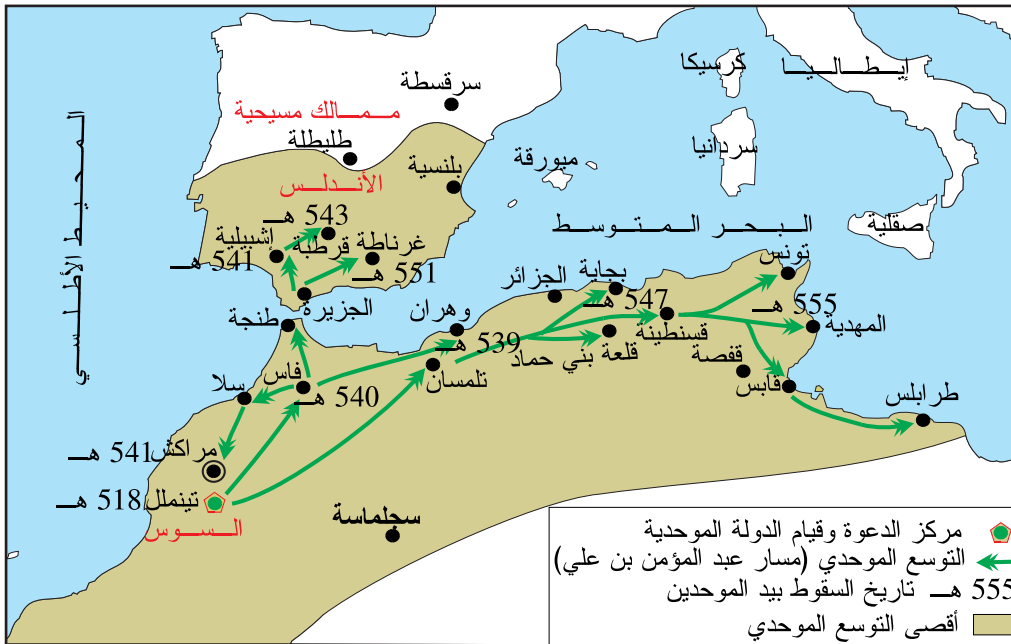 إيطاليا
كرسيكا
سرقسطة
ممالك مسيحية
طليطلة
سردانيا
ميورقة
بلنسية
الأندلس
صقلية
البحر المتوسط
المحيط الأطلسي
543 هـ
إشبيلية
قرطبة
غرناطة
541 هـ
551 هـ
تونس
بجاية
الجزائر
الجزيرة
547 هـ
555 هـ
طنجة
وهران
قسنطينة
المهدية
539 هـ
قلعة بني حماد
تلمسان
قفصة
فاس
سلا
540 هـ
قابس
طرابلس
مراكش
541 هـ
تينملل
518 هـ
السوس
سجلماسة
مركز الدعوة وقيام الدولة الموحدية
التوسع الموحدي (مسار عبد المؤمن بن علي)
555 هـ تاريخ السقوط بيد الموحدين
أقصى التوسع الموحدي